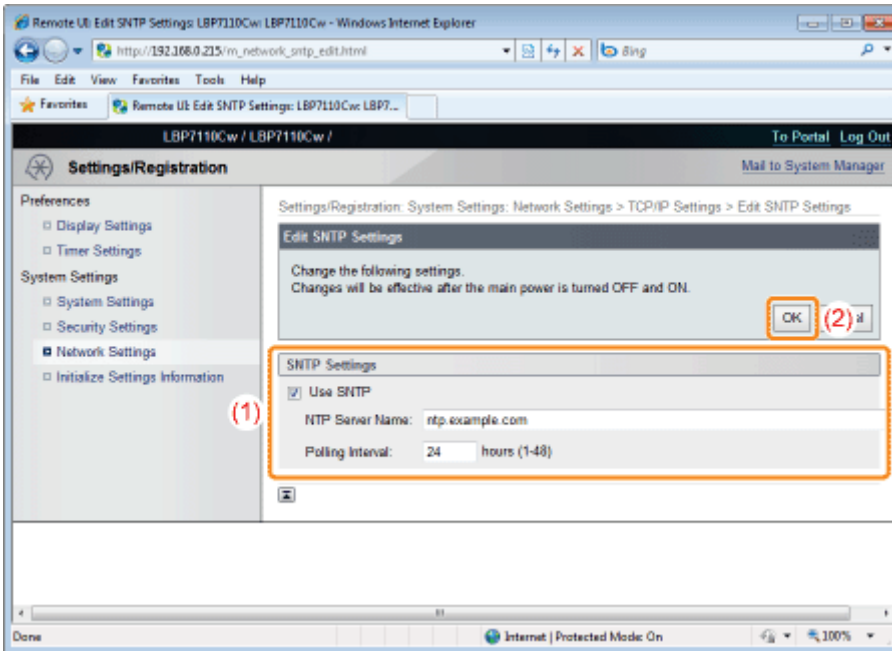 Remote UI: Edit SNTP Settings: LBP7110Cw: LBP7110Cw - Windows Internet Explorer
http://192.168.0.215/m_network_sntp_edit.html
Bing
File Edit View Favorites Tools Help
Favorites
Remote UI: Edit SNTP Settings: LBP7110Cw: LBP7...
LBP7110Cw / LBP7110Cw /
To Portal Log Out
Settings/Registration
Mail to System Manager
Preferences
Display Settings
Timer Settings
System Settings
System Settings
Security Settings
Network Settings
Initialize Settings Information
Settings/Registration: System Settings: Network Settings > TCP/IP Settings > Edit SNTP Settings
Edit SNTP Settings
Change the following settings.
Changes will be effective after the main power is turned OFF and ON.
OK
(2)
(1)
SNTP Settings
Use SNTP
NTP Server Name: ntp.example.com
Polling Interval: 24 hours (1-48)
Done
Internet | Protected Mode: On
100%